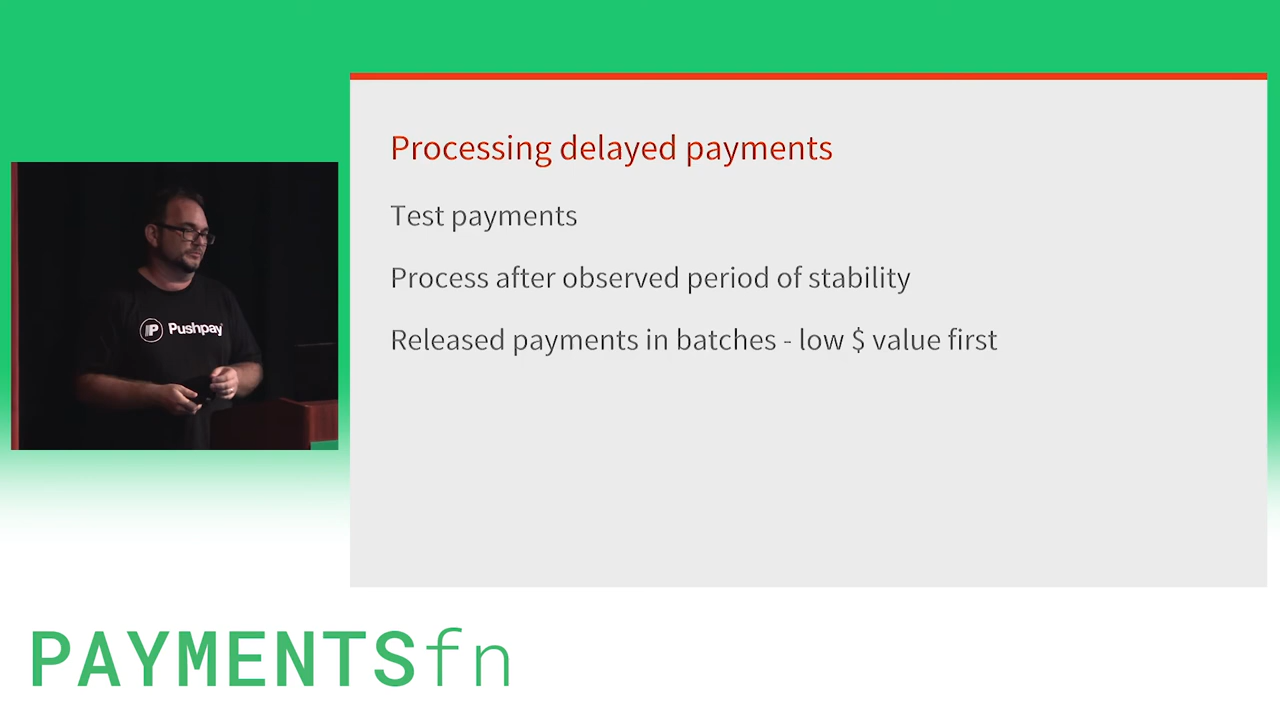 Processing delayed payments
Test payments
Process after observed period of stability
Released payments in batches - low $ value first
Pushpay
PAYMENTSfn